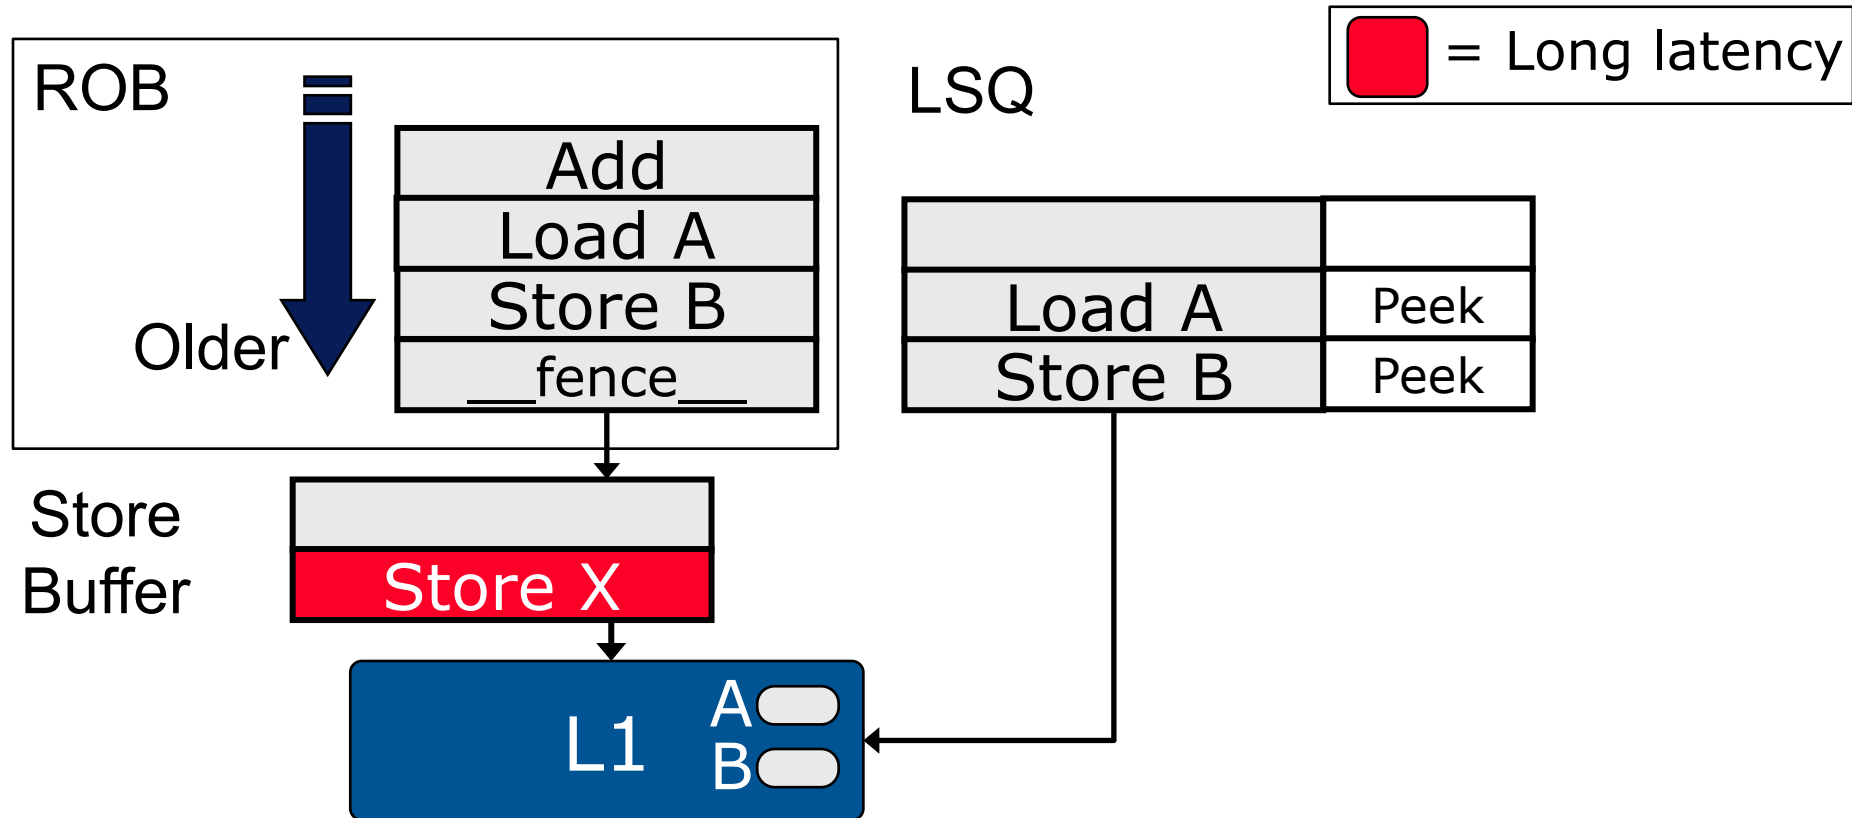 ROB
Older
Add
Load A
Store B
__fence__
LSQ
= Long latency
Load A
Peek
Store B
Peek
Store
Buffer
Store X
L1
A
B